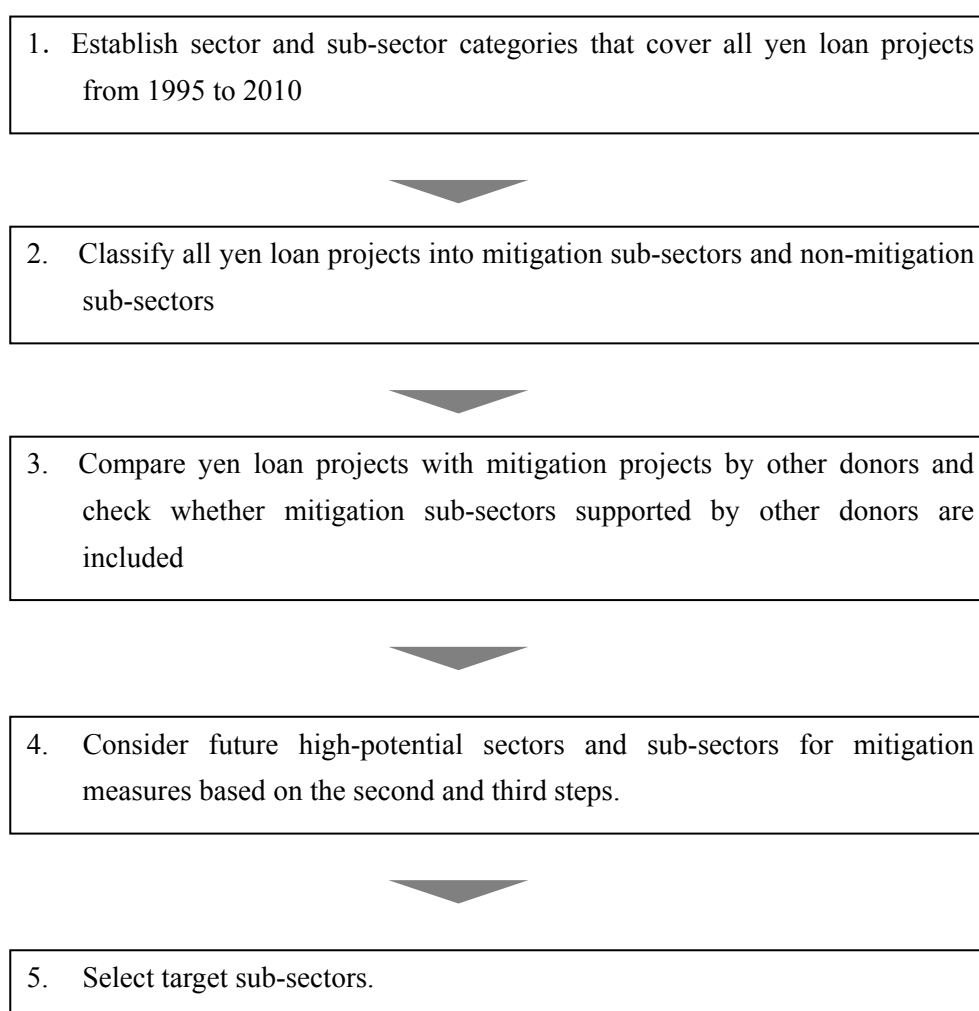 1. Establish sector and sub-sector categories that cover all yen loan projects
from 1995 to 2010
2. Classify all yen loan projects into mitigation sub-sectors and non-mitigation
sub-sectors
3. Compare yen loan projects with mitigation projects by other donors and
check whether mitigation sub-sectors supported by other donors are
included
4. Consider future high-potential sectors and sub-sectors for mitigation
measures based on the second and third steps.
5. Select target sub-sectors.